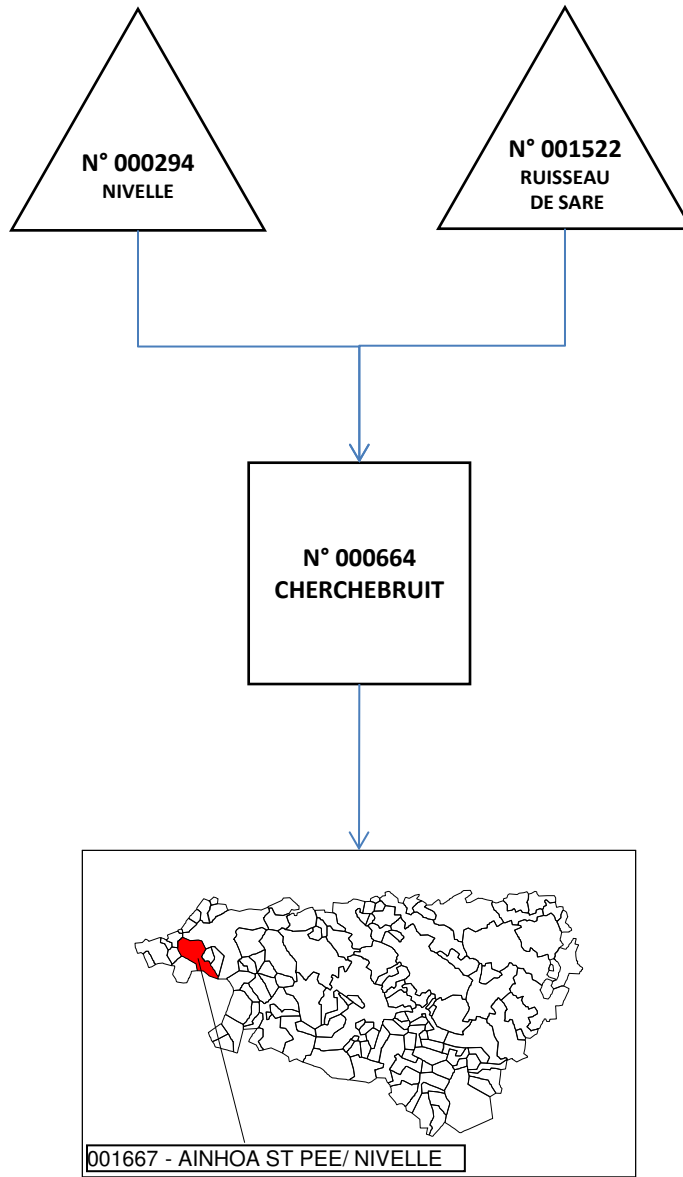 N° 000294
NIVELLE
N° 001522
RUISSEAU
DE SARE
N° 000664
CHERCHEBRUIT
001667 - AINHOA ST PEE/ NIVELLE